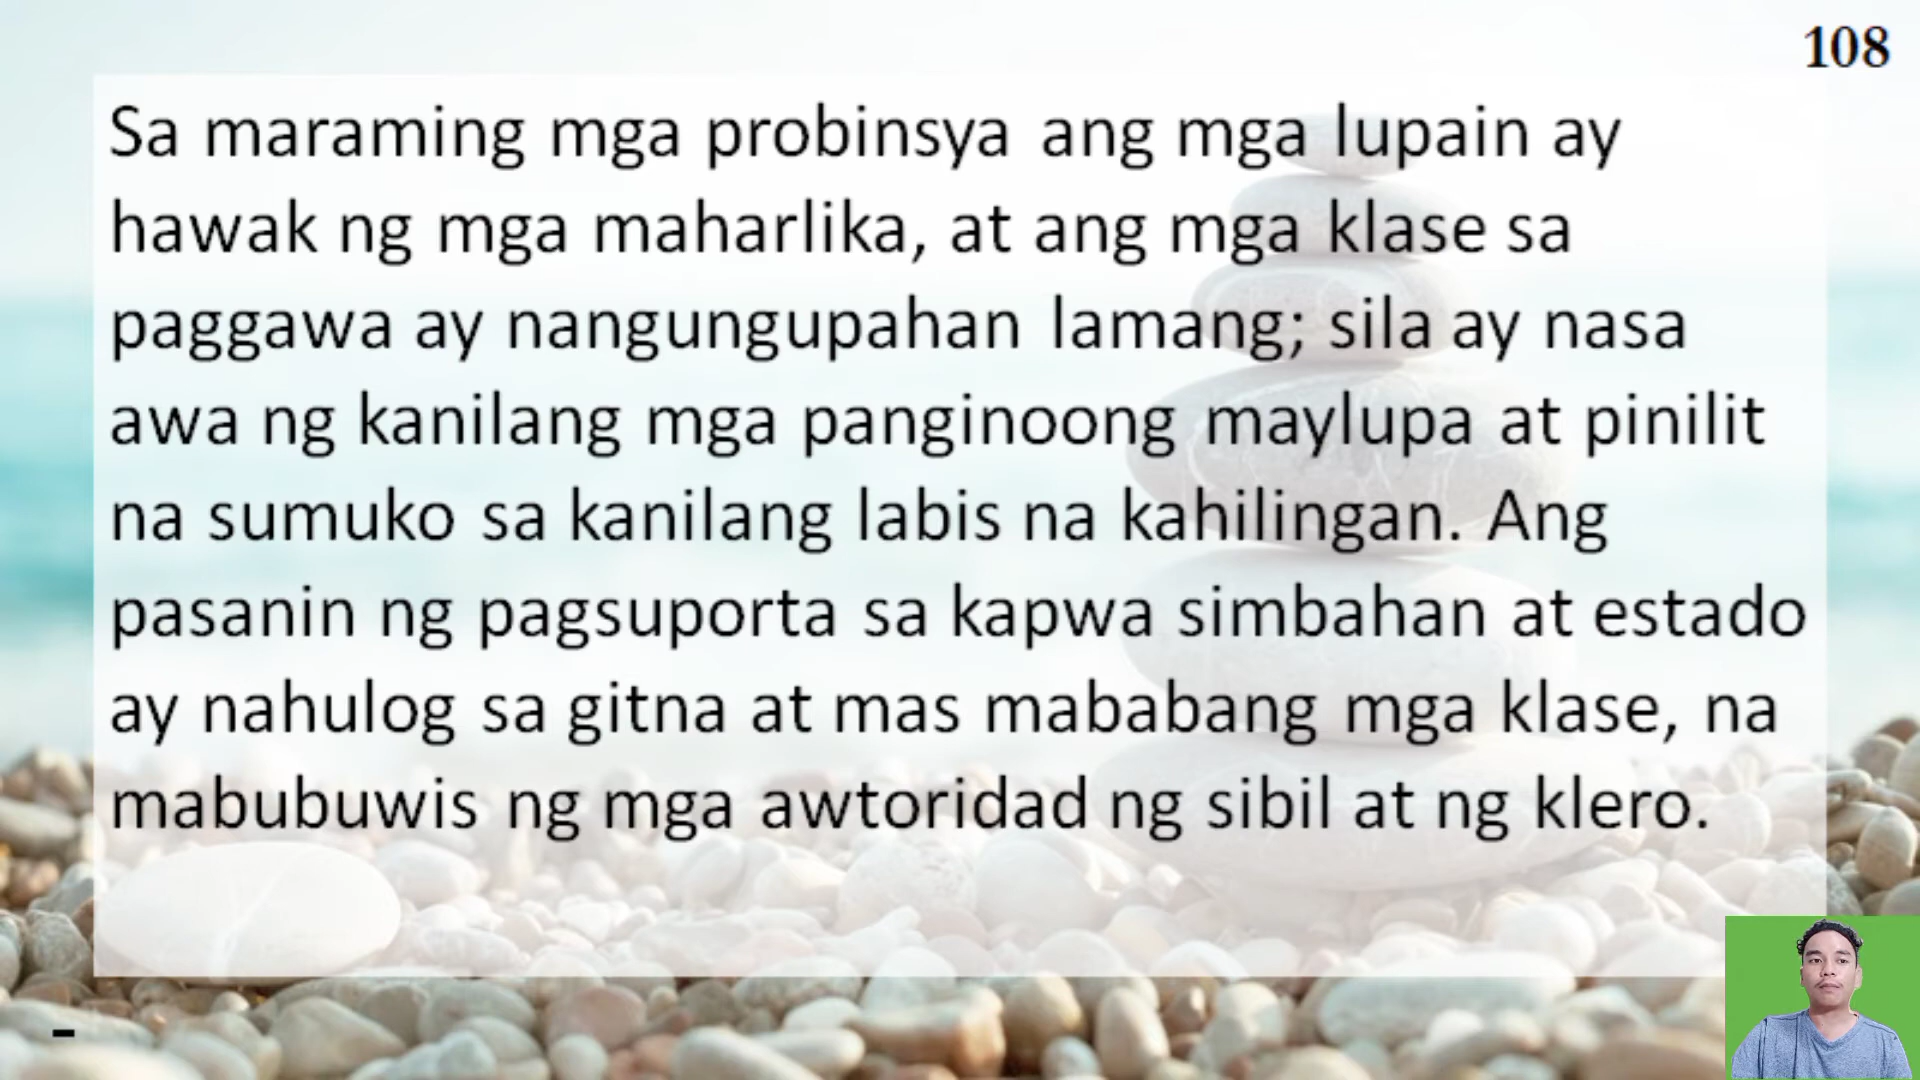 108
Sa maraming mga probinsya ang mga lupain ay
hawak ng mga maharlika, at ang mga klase sa
paggawa ay nangungupahan lamang; sila ay nasa
awa ng kanilang mga panginoong maylupa at pinilit
na sumuko sa kanilang labis na kahilingan. Ang
pasanin ng pagsuporta sa kapwa simbahan at estado
ay nahulog sa gitna at mas mababang mga klase, na
mabubuwis ng mga awtoridad ng sibil at ng klero.
-